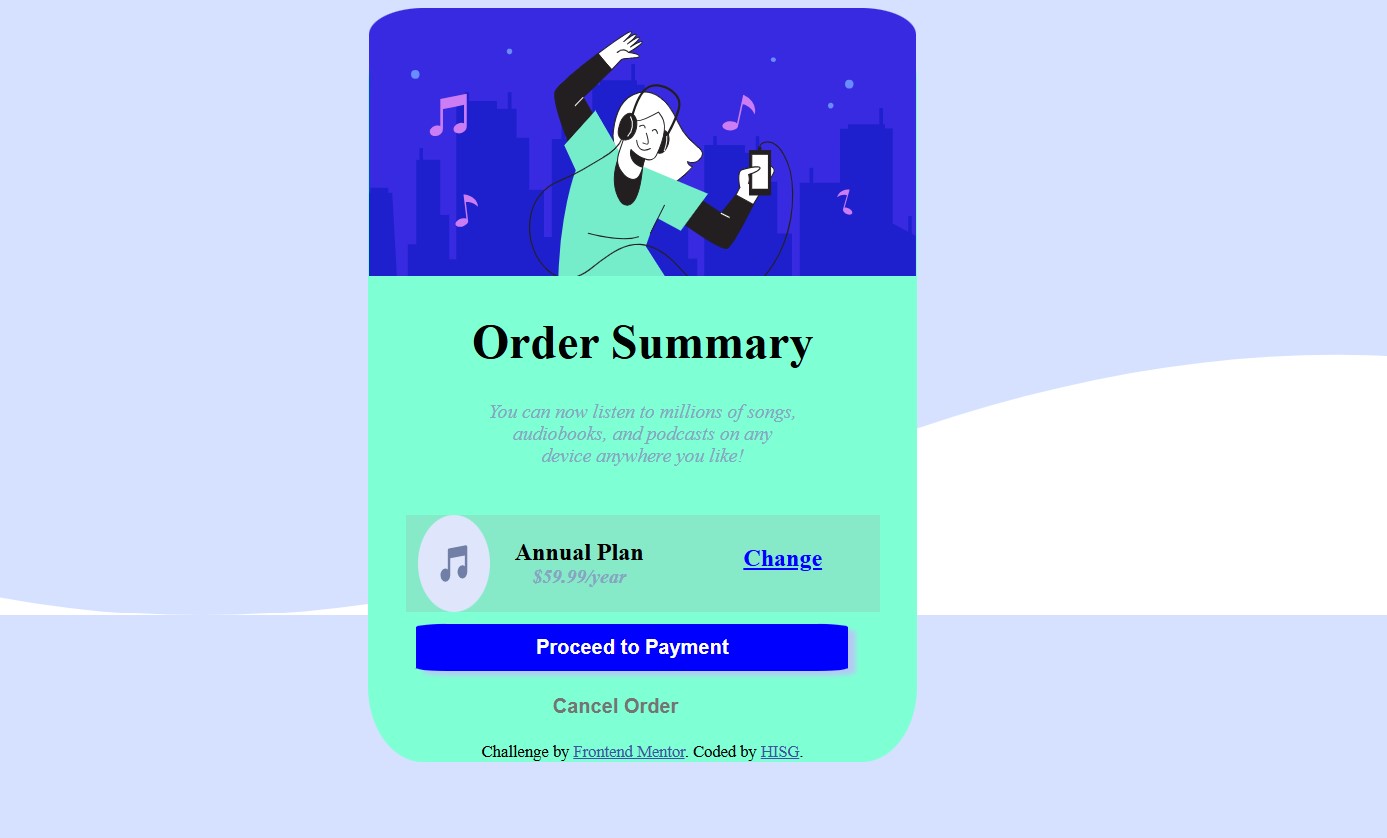 Order Summary
You can now listen to millions of songs,
audiobooks, and podcasts on any
device anywhere you like!
Annual Plan
$59.99/year
Change
Proceed to Payment
Cancel Order
Challenge by Frontend Mentor. Coded by HISG.